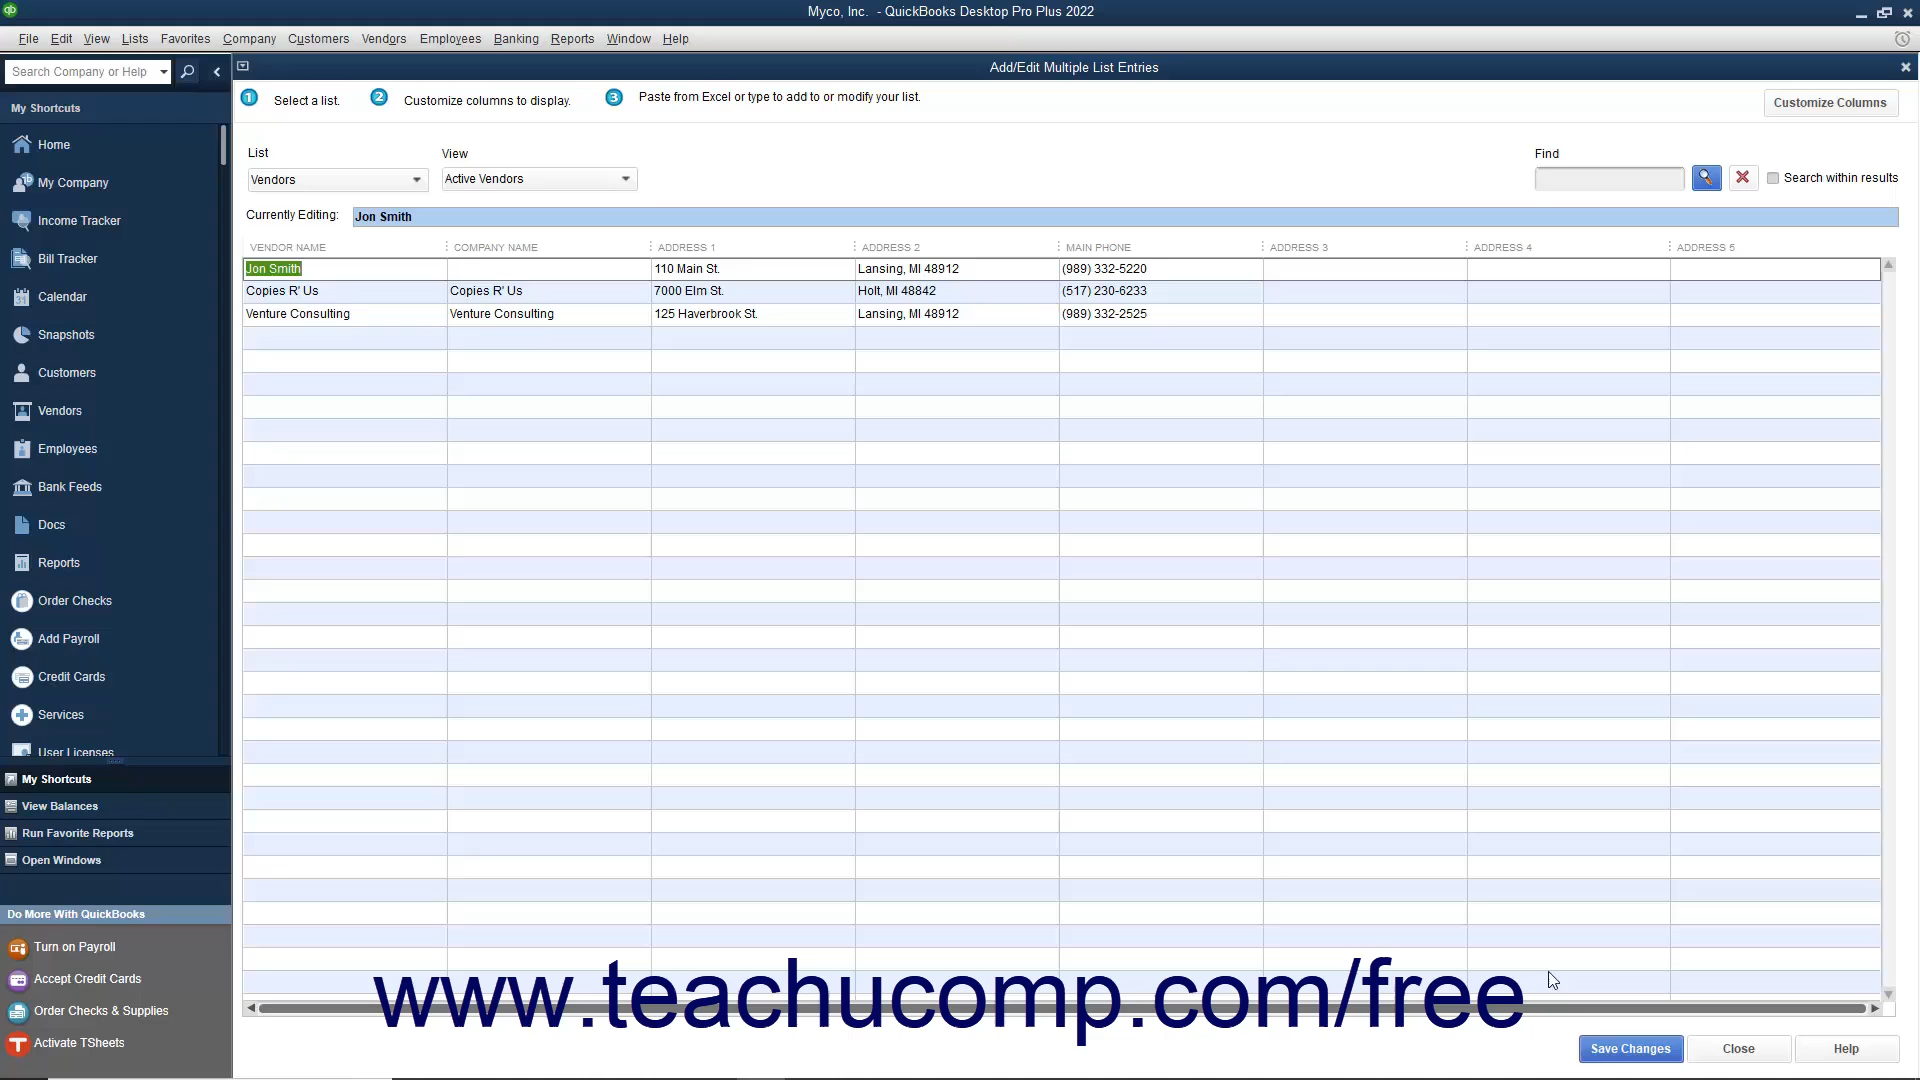 Myco, Inc. - QuickBooks Desktop Pro Plus 2022
File Edit View Lists Favorites Company Customers Vendors Employees Banking Reports Window Help
Search Company or Help
Add/Edit Multiple List Entries
My Shortcuts
Home
My Company
Income Tracker
Bill Tracker
Calendar
Snapshots
Customers
Vendors
Employees
Bank Feeds
Docs
Reports
Order Checks
Add Payroll
Credit Cards
Services
User Licenses
My Shortcuts
View Balances
Run Favorite Reports
Open Windows
Do More With QuickBooks
Turn on Payroll
Accept Credit Cards
Order Checks & Supplies
Activate TSheets
1 Select a list. 2 Customize columns to display. 3 Paste from Excel or type to add to or modify your list.
Customize Columns
List View Find
Vendors Active Vendors Search within results
Currently Editing: Jon Smith
VENDOR NAME COMPANY NAME ADDRESS 1 ADDRESS 2 MAIN PHONE ADDRESS 3 ADDRESS 4 ADDRESS 5
Jon Smith 110 Main St. Lansing, MI 48912 (989) 332-5220
Copies R' Us Copies R' Us 7000 Elm St. Holt, MI 48842 (517) 230-6233
Venture Consulting Venture Consulting 125 Haverbrook St. Lansing, MI 48912 (989) 332-2525
www.teachucomp.com/free
Save Changes Close Help